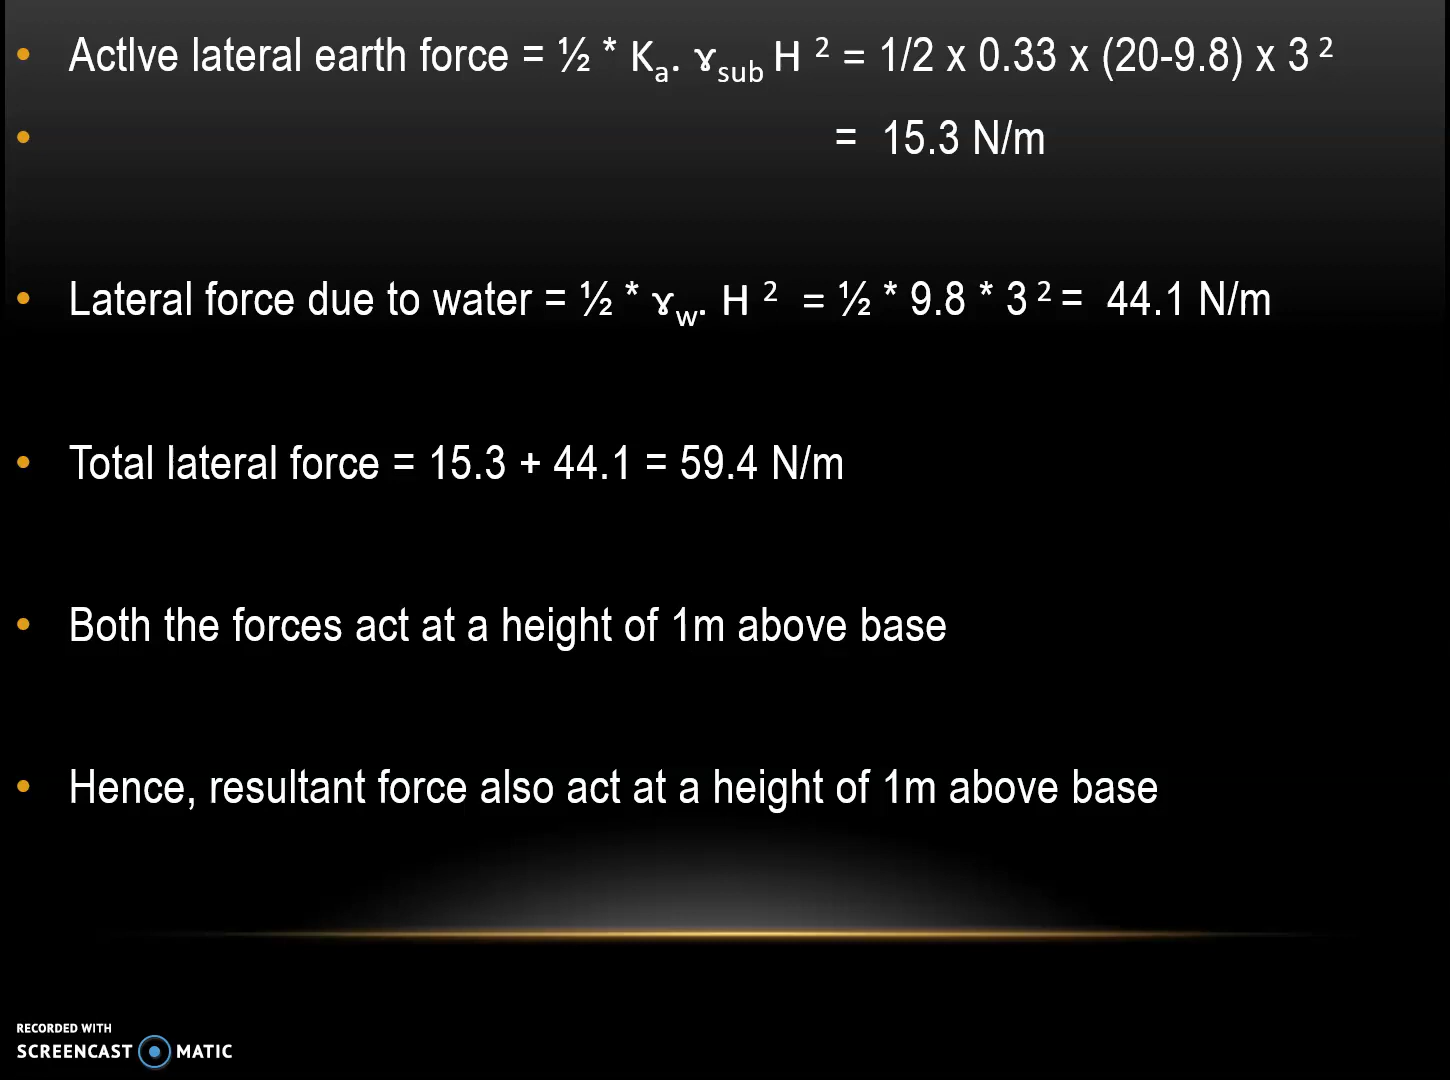 • Actlve lateral earth force = ½ * Kₐ. ɤsub H ² = 1/2 x 0.33 x (20-9.8) x 3 ²
• = 15.3 N/m
• Lateral force due to water = ½ * ɤw. H ² = ½ * 9.8 * 3 ² = 44.1 N/m
• Total lateral force = 15.3 + 44.1 = 59.4 N/m
• Both the forces act at a height of 1m above base
• Hence, resultant force also act at a height of 1m above base
RECORDED WITH
SCREENCAST MATIC